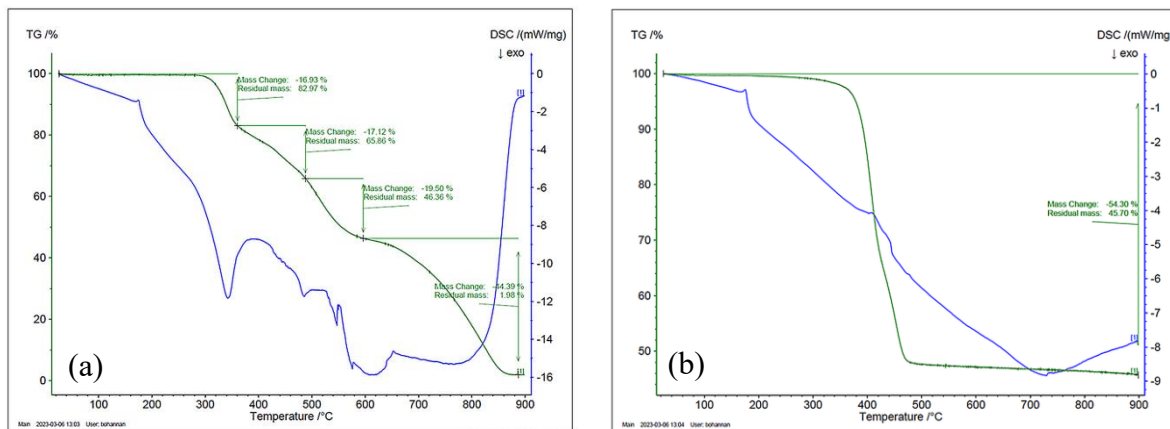 TG /%
DSC /(mW/mg)
↓ exo
100
80
60
40
20
0
Mass Change: -16.93 %
Residual mass: 82.97 %
Mass Change: -17.12 %
Residual mass: 65.86 %
Mass Change: -19.50 %
Residual mass: 46.36 %
Mass Change: -44.39 %
Residual mass: 1.98 %
[1]
[1]
0
-2
-4
-6
-8
-10
-12
-14
-16
(a)
100 200 300 400 500 600 700 800 900
Temperature /°C
Main 2023-03-06 13:03 User: bohannan
TG /%
DSC /(mW/mg)
↓ exo
100
90
80
70
60
50
Mass Change: -54.30 %
Residual mass: 45.70 %
[1]
[1]
0
-1
-2
-3
-4
-5
-6
-7
-8
-9
(b)
100 200 300 400 500 600 700 800 900
Temperature /°C
Main 2023-03-06 13:04 User: bohannan